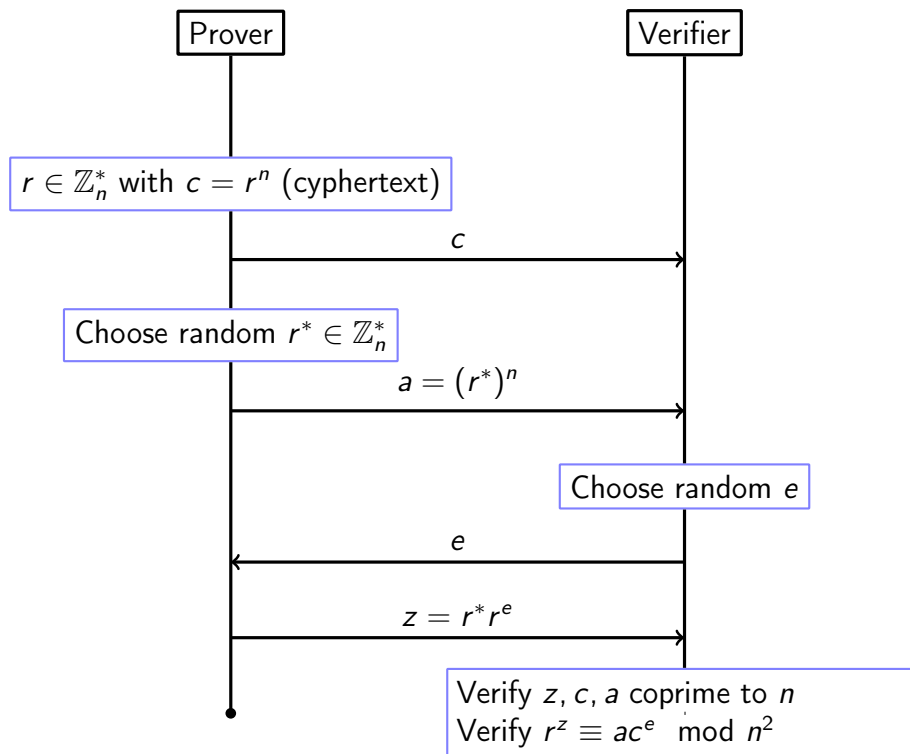 Prover
Verifier
r ∈ ℤ*ₙ with c = rⁿ (cyphertext)
c
Choose random r* ∈ ℤ*ₙ
a = (r*)ⁿ
Choose random e
e
z = r*rᵉ
Verify z, c, a coprime to n
Verify rᶻ ≡ acᵉ mod n²